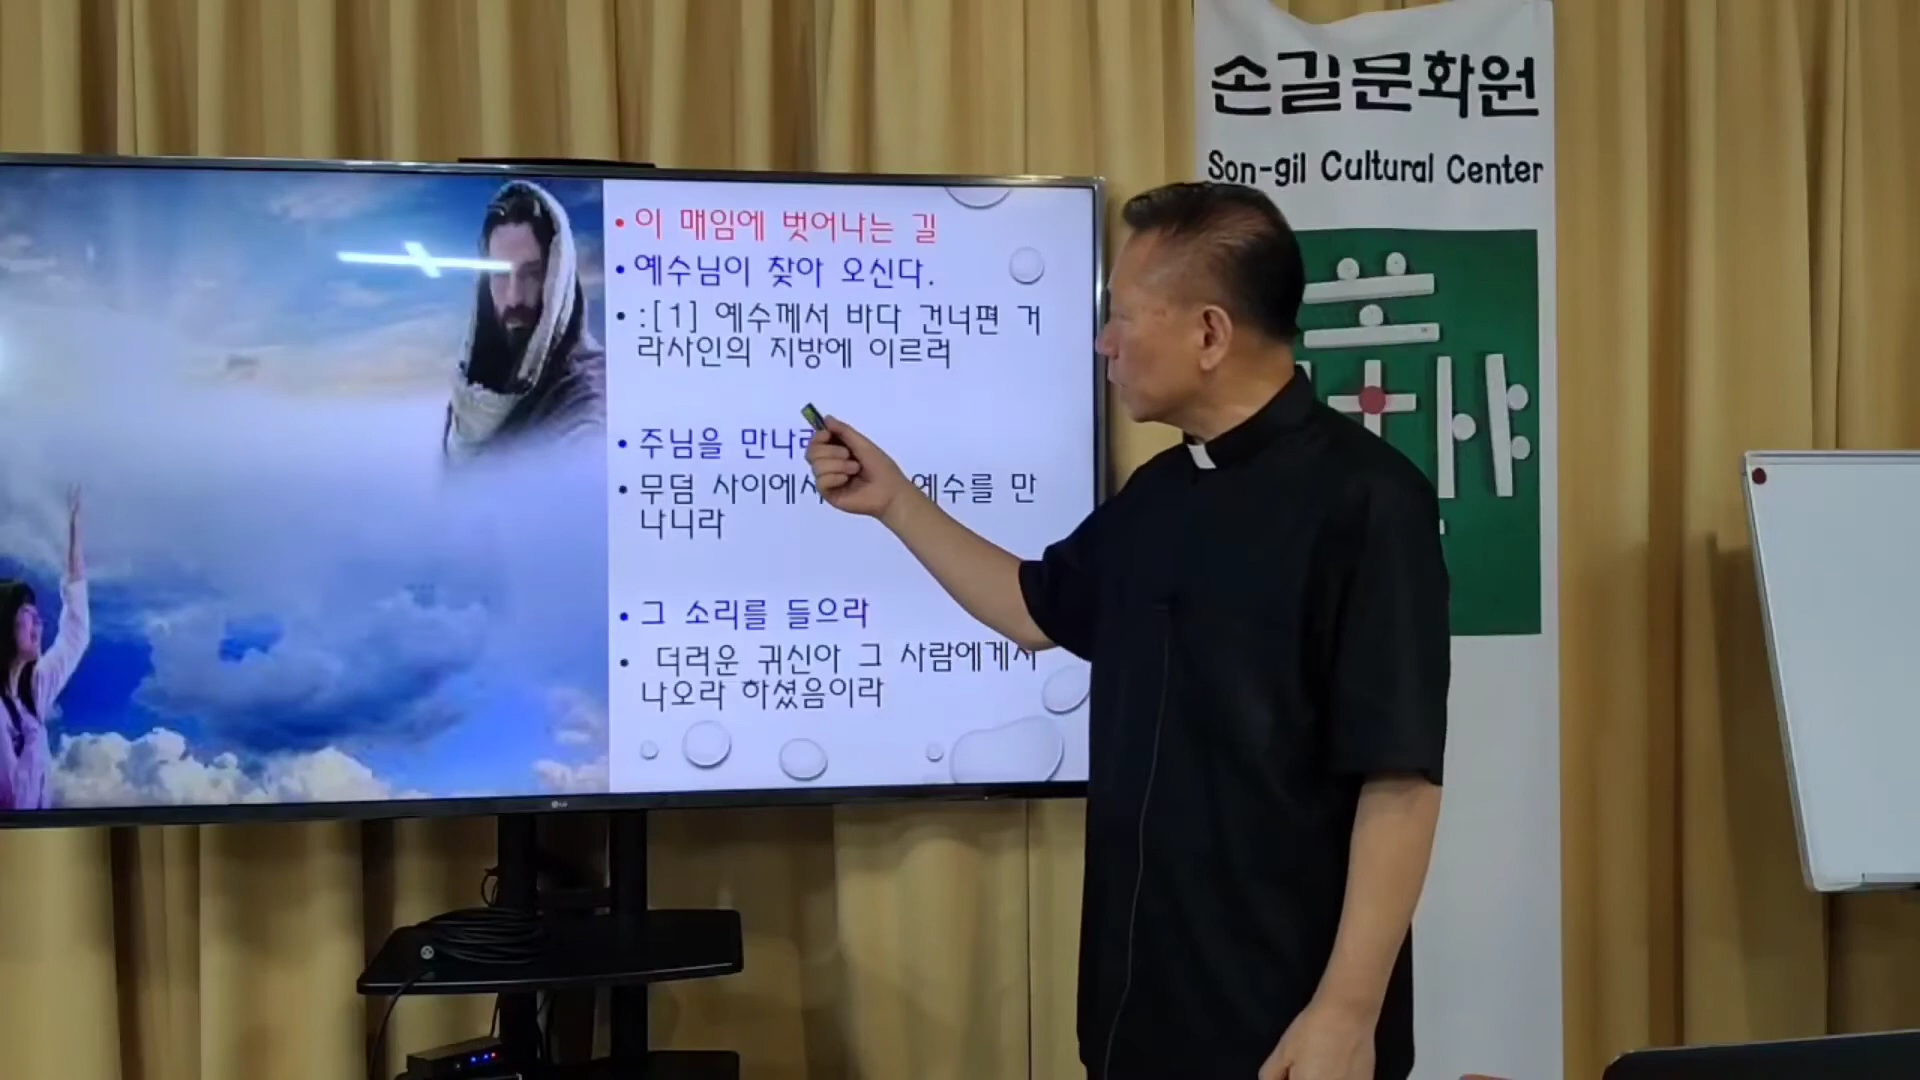 손길문화원
Son-gil Cultural Center
• 이 매임에 벗어나는 길
• 예수님이 찾아 오신다.
• :[1] 예수께서 바다 건너편 거
라사인의 지방에 이르러
• 주님을 만나라
• 무덤 사이에서 예수를 만
나니라
• 그 소리를 들으라
• 더러운 귀신아 그 사람에게서
나오라 하셨음이라
LG